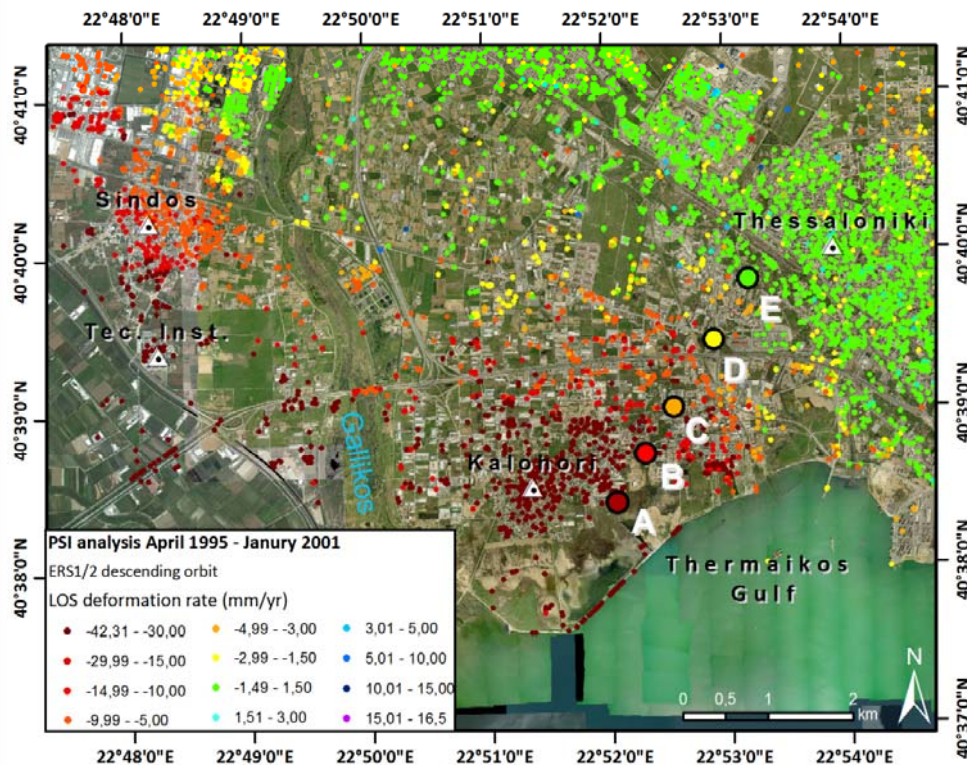 22°48'0"E 22°49'0"E 22°50'0"E 22°51'0"E 22°52'0"E 22°53'0"E 22°54'0"E
40°41'0"N
40°41'0"N
Sindos
Thessaloniki
40°40'0"N
40°40'0"N
E
Tec. Inst.
D
40°39'0"N
40°39'0"N
Gallikos
C
Kalohori
B
A
40°38'0"N
40°38'0"N
Thermaikos
Gulf
PSI analysis April 1995 - Janury 2001
ERS1/2 descending orbit
LOS deformation rate (mm/yr)
-42,31 - -30,00 -4,99 - -3,00 3,01 - 5,00
-29,99 - -15,00 -2,99 - -1,50 5,01 - 10,00
-14,99 - -10,00 -1,49 - 1,50 10,01 - 15,00
-9,99 - -5,00 1,51 - 3,00 15,01 - 16,5
N
0 0,5 1 2
km
40°37'0"N
22°48'0"E 22°49'0"E 22°50'0"E 22°51'0"E 22°52'0"E 22°53'0"E 22°54'0"E